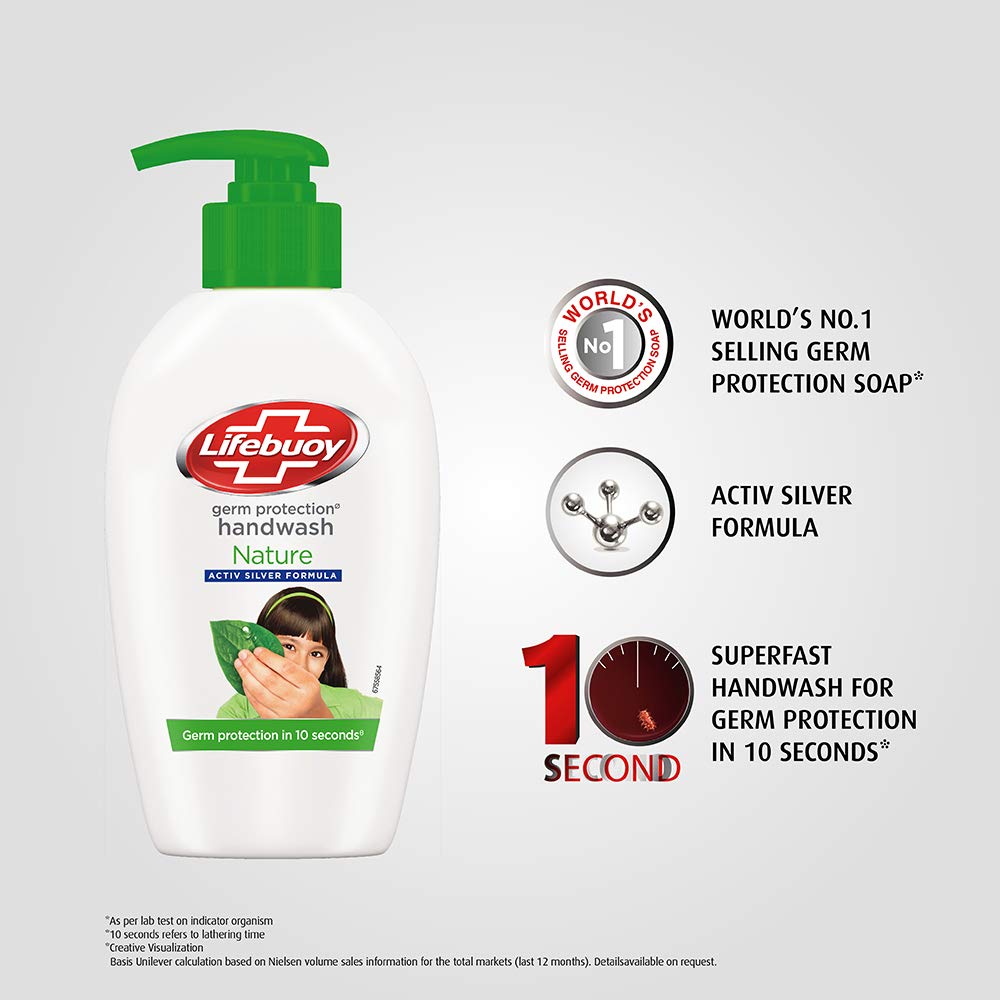 Lifebuoy
germ protectionø
handwash
Nature
ACTIV SILVER FORMULA
67558564
Germ protection in 10 secondsø
WORLD'S
No1
SELLING GERM PROTECTION SOAP
WORLD'S NO.1
SELLING GERM
PROTECTION SOAP*
ACTIV SILVER
FORMULA
10
SECOND
SUPERFAST
HANDWASH FOR
GERM PROTECTION
IN 10 SECONDS*
*As per lab test on indicator organism
*10 seconds refers to lathering time
*Creative Visualization
Basis Unilever calculation based on Nielsen volume sales information for the total markets (last 12 months). Detailsavailable on request.